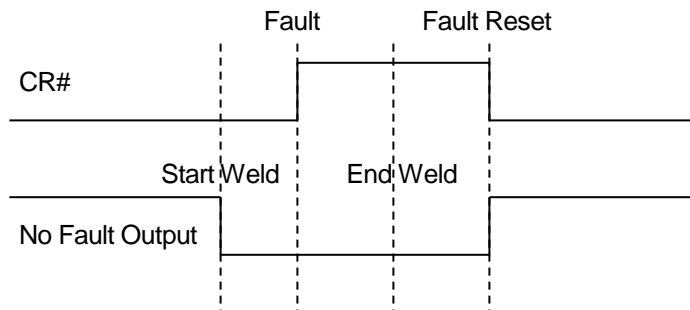 Fault Fault Reset
CR#
Start Weld End Weld
No Fault Output